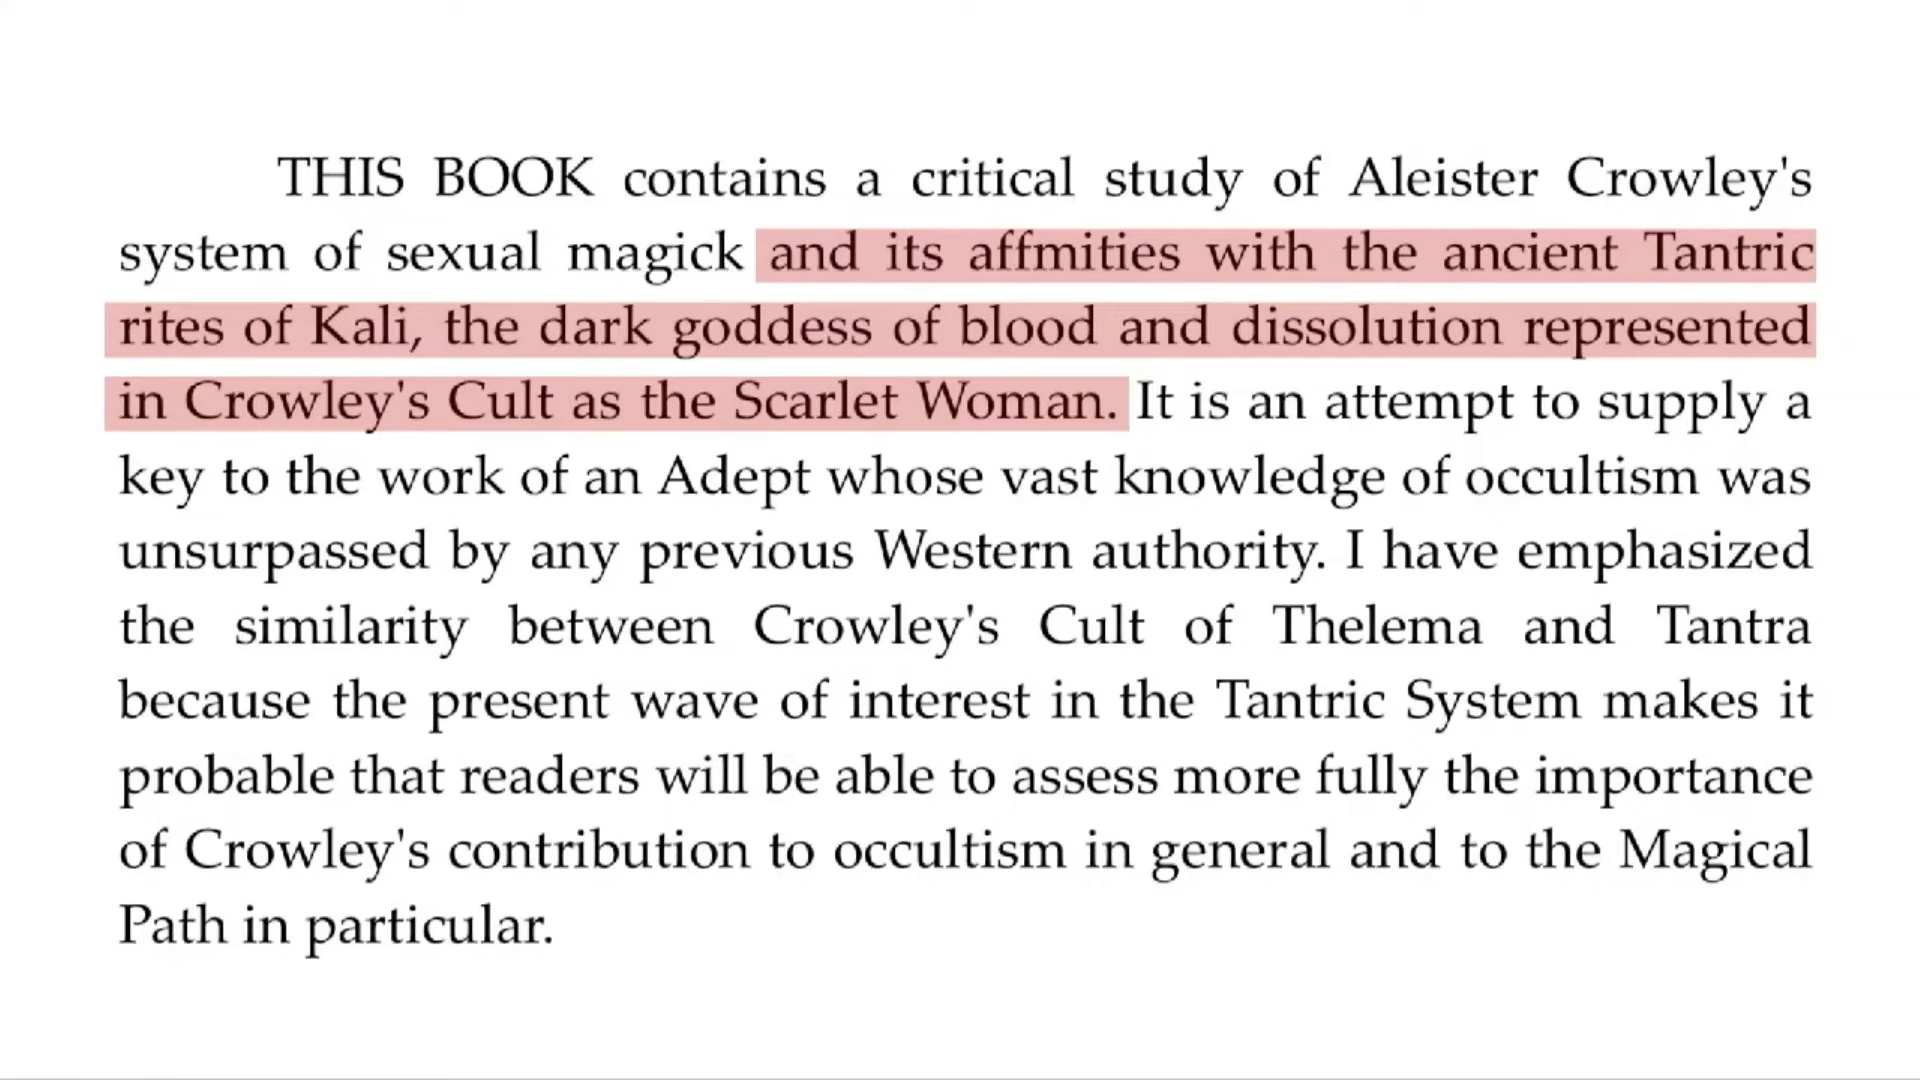 THIS BOOK contains a critical study of Aleister Crowley's
system of sexual magick and its affmities with the ancient Tantric
rites of Kali, the dark goddess of blood and dissolution represented
in Crowley's Cult as the Scarlet Woman. It is an attempt to supply a
key to the work of an Adept whose vast knowledge of occultism was
unsurpassed by any previous Western authority. I have emphasized
the similarity between Crowley's Cult of Thelema and Tantra
because the present wave of interest in the Tantric System makes it
probable that readers will be able to assess more fully the importance
of Crowley's contribution to occultism in general and to the Magical
Path in particular.